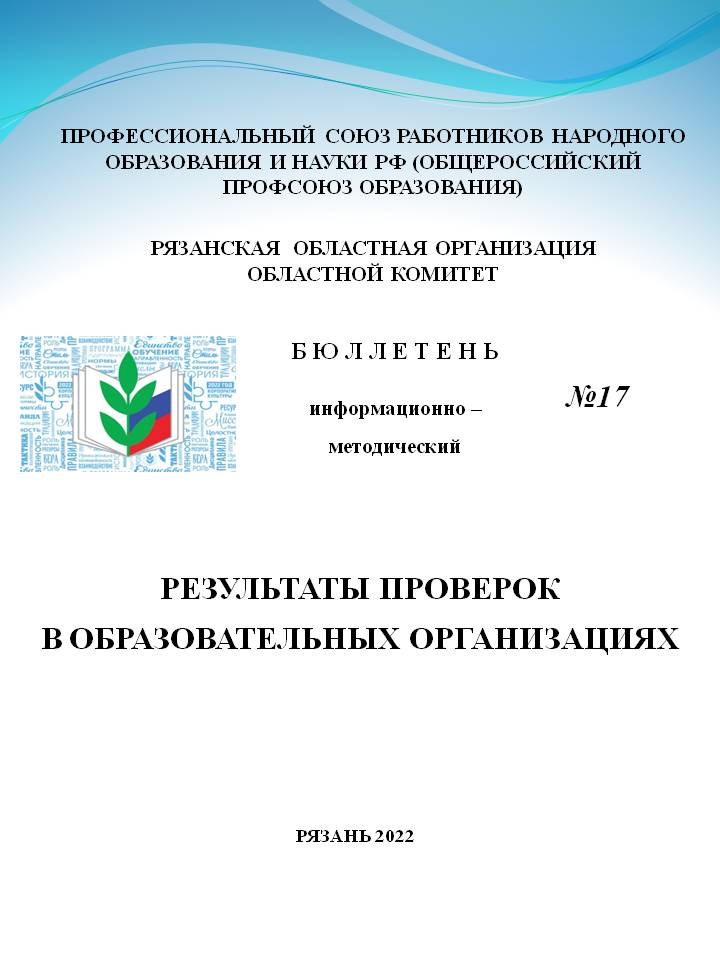 ПРОФЕССИОНАЛЬНЫЙ СОЮЗ РАБОТНИКОВ НАРОДНОГО
ОБРАЗОВАНИЯ И НАУКИ РФ (ОБЩЕРОССИЙСКИЙ
ПРОФСОЮЗ ОБРАЗОВАНИЯ)
РЯЗАНСКАЯ ОБЛАСТНАЯ ОРГАНИЗАЦИЯ
ОБЛАСТНОЙ КОМИТЕТ
Б Ю Л Л Е Т Е Н Ь
информационно –
методический
№17
РЕЗУЛЬТАТЫ ПРОВЕРОК
В ОБРАЗОВАТЕЛЬНЫХ ОРГАНИЗАЦИЯХ
РЯЗАНЬ 2022